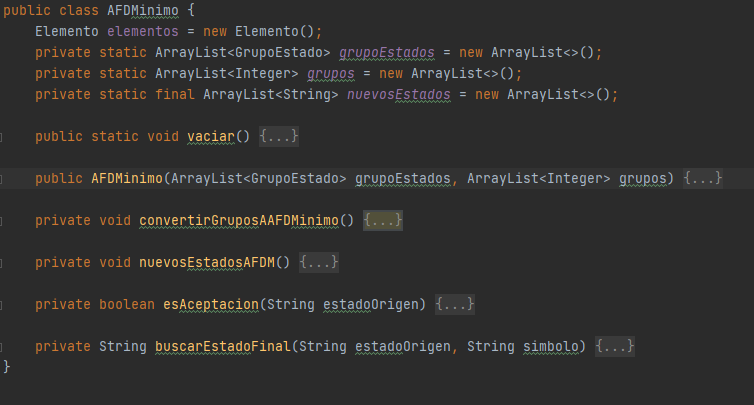 public class AFDMinimo {
    Elemento elementos = new Elemento();
    private static ArrayList<GrupoEstado> grupoEstados = new ArrayList<>();
    private static ArrayList<Integer> grupos = new ArrayList<>();
    private static final ArrayList<String> nuevosEstados = new ArrayList<>();
    public static void vaciar() {...}
    public AFDMinimo(ArrayList<GrupoEstado> grupoEstados, ArrayList<Integer> grupos) {...}
    private void convertirGruposAAFDMinimo() {...}
    private void nuevosEstadosAFDM() {...}
    private boolean esAceptacion(String estadoOrigen) {...}
    private String buscarEstadoFinal(String estadoOrigen, String simbolo) {...}
}